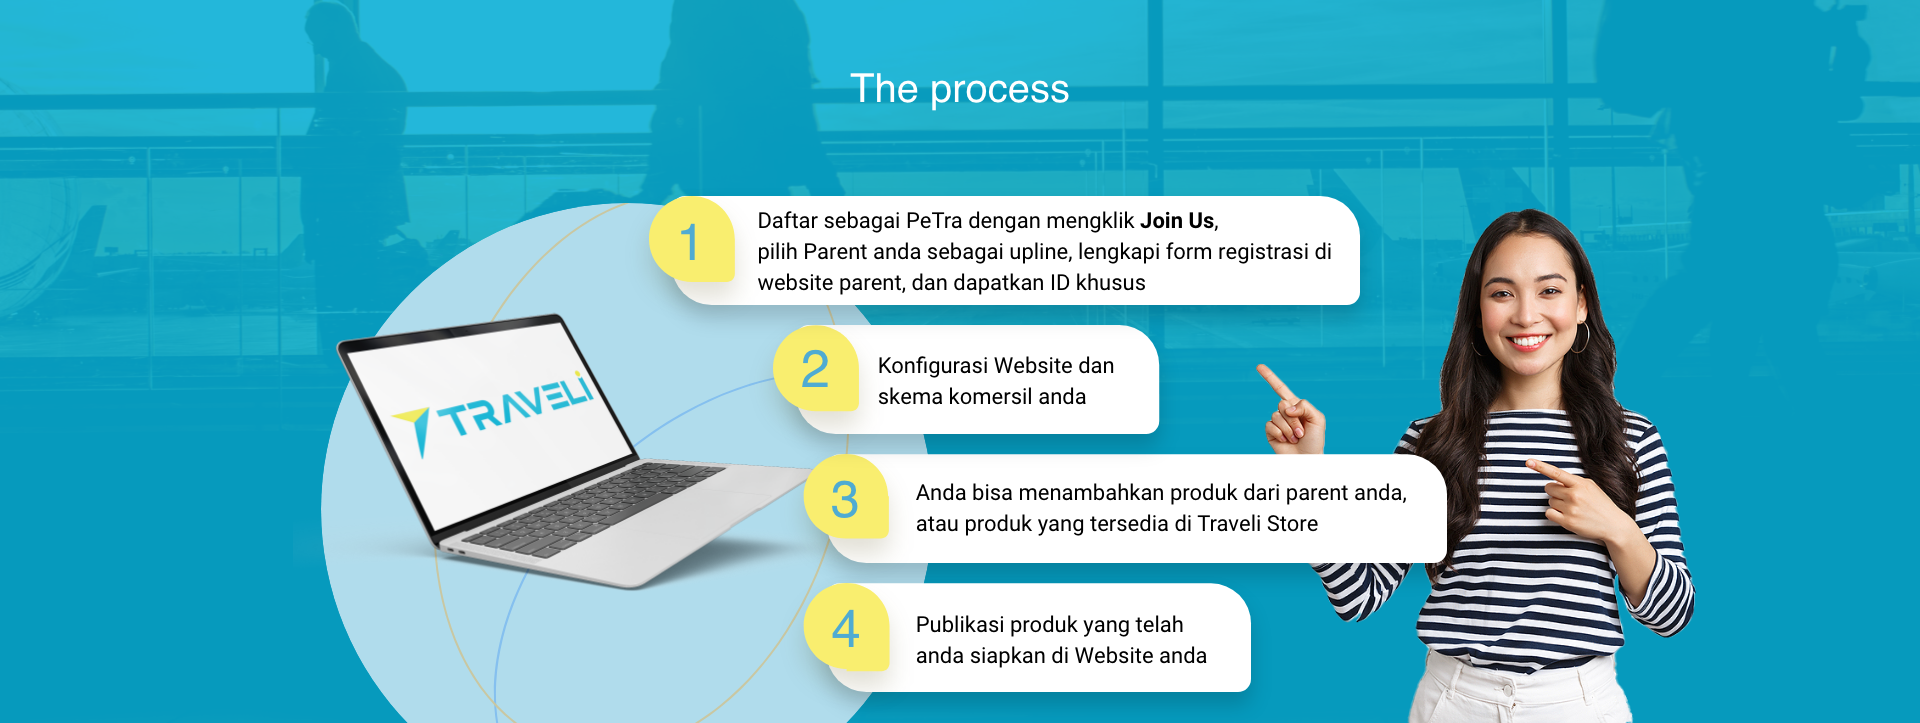 The process
1
Daftar sebagai PeTra dengan mengklik Join Us,
pilih Parent anda sebagai upline, lengkapi form registrasi di
website parent, dan dapatkan ID khusus
TRAVELI
2
Konfigurasi Website dan
skema komersil anda
3
Anda bisa menambahkan produk dari parent anda,
atau produk yang tersedia di Traveli Store
4
Publikasi produk yang telah
anda siapkan di Website anda